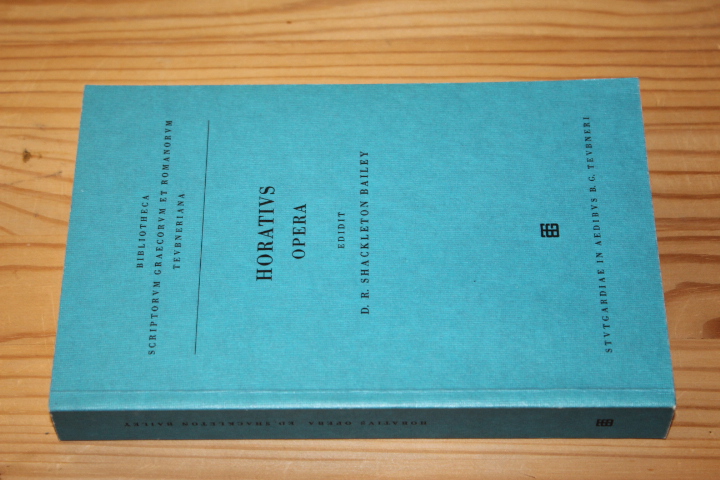 BIBLIOTHECA
SCRIPTORVM GRAECORVM ET ROMANORVM
TEVBNERIANA
HORATIVS
OPERA
EDIDIT
D. R. SHACKLETON BAILEY
STVTGARDIAE IN AEDIBVS B. G. TEVBNERI
HORATIVS OPERA ED SHACKLETON BAILEY